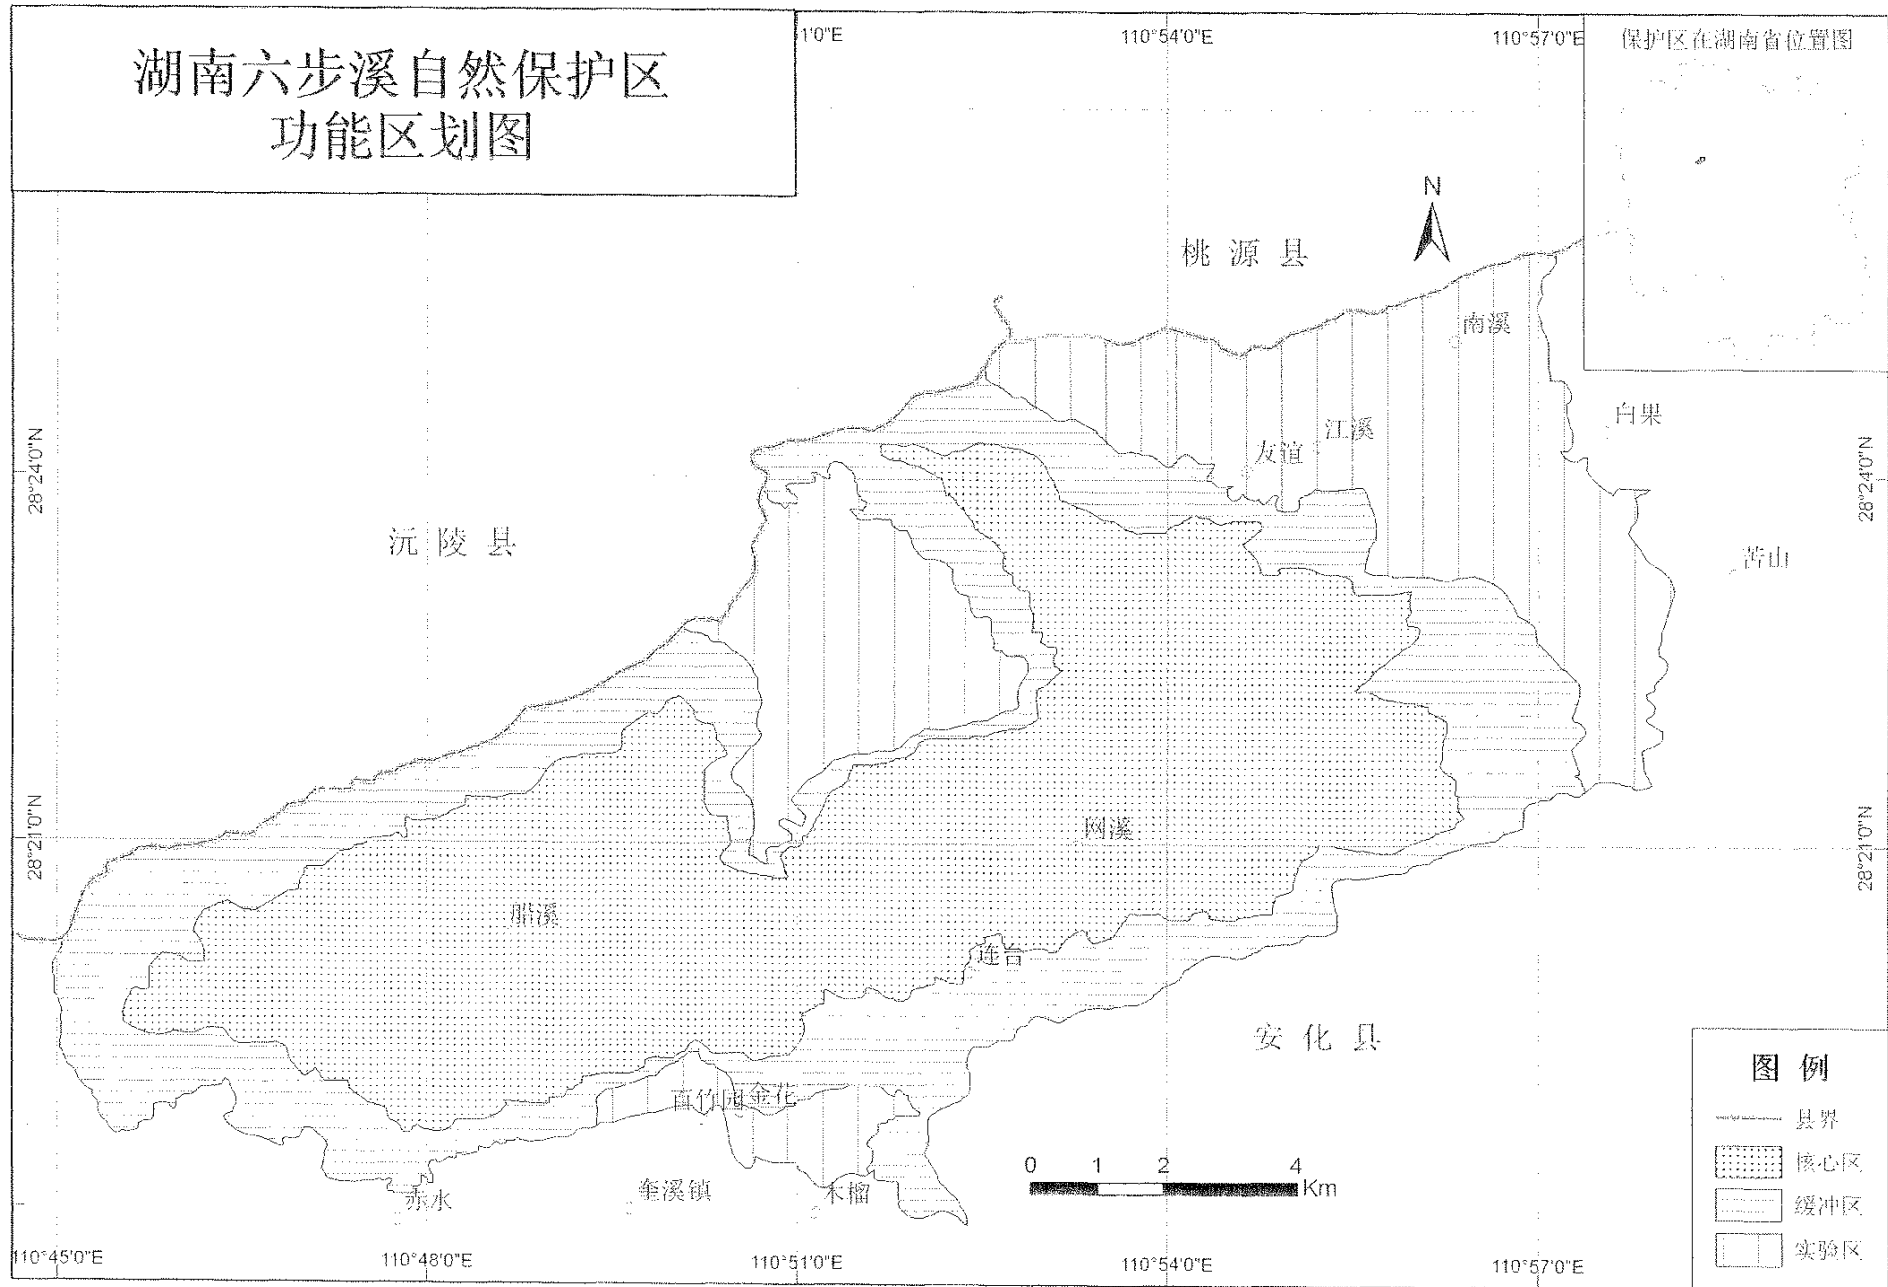 湖南六步溪自然保护区
功能区划图
1'0"E
110°54'0"E
110°57'0"E
保护区在湖南省位置图
N
桃源县
南溪
白果
江溪
友谊
28°24'0"N
28°24'0"N
沅陵县
苦山
28°21'0"N
28°21'0"N
网溪
船溪
连台
安化县
百竹园
金花
0 1 2 4
Km
赤水
奎溪镇
木榴
图例
县界
核心区
缓冲区
实验区
110°45'0"E
110°48'0"E
110°51'0"E
110°54'0"E
110°57'0"E